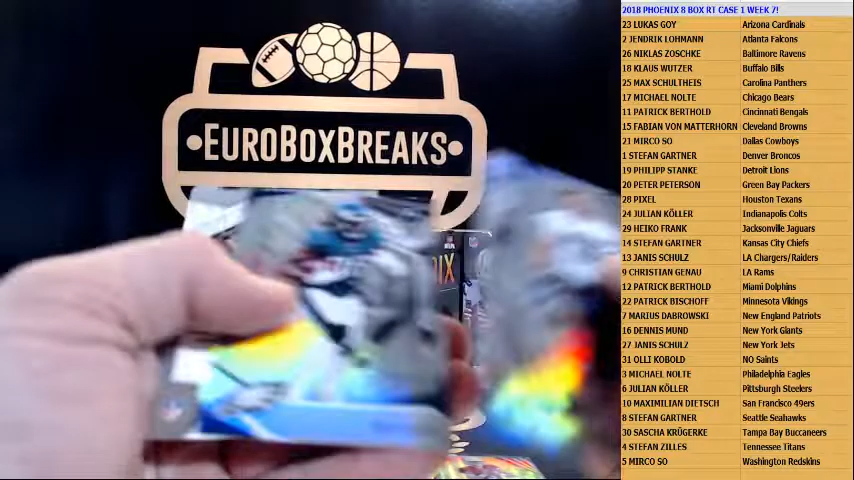 EUROBOXBREAKS
2018 PHOENIX 8 BOX RT CASE 1 WEEK 7!
23 LUKAS GOY Arizona Cardinals
2 JENDRIK LOHMANN Atlanta Falcons
26 NIKLAS ZOSCHKE Baltimore Ravens
18 KLAUS WUTZER Buffalo Bills
25 MAX SCHULTHEIS Carolina Panthers
17 MICHAEL NOLTE Chicago Bears
11 PATRICK BERTHOLD Cincinnati Bengals
15 FABIAN VON MATTERHORN Cleveland Browns
21 MIRCO SO Dallas Cowboys
1 STEFAN GARTNER Denver Broncos
19 PHILIPP STANKE Detroit Lions
20 PETER PETERSON Green Bay Packers
28 PIXEL Houston Texans
24 JULIAN KÖLLER Indianapolis Colts
29 HEIKO FRANK Jacksonville Jaguars
14 STEFAN GARTNER Kansas City Chiefs
13 JANIS SCHULZ LA Chargers/Raiders
9 CHRISTIAN GENAU LA Rams
12 PATRICK BERTHOLD Miami Dolphins
22 PATRICK BISCHOFF Minnesota Vikings
7 MARIUS DABROWSKI New England Patriots
16 DENNIS MUND New York Giants
27 JANIS SCHULZ New York Jets
31 OLLI KOBOLD NO Saints
3 MICHAEL NOLTE Philadelphia Eagles
6 JULIAN KÖLLER Pittsburgh Steelers
10 MAXIMILIAN DIETSCH San Francisco 49ers
8 STEFAN GARTNER Seattle Seahawks
30 SASCHA KRÜGERKE Tampa Bay Buccaneers
4 STEFAN ZILLES Tennessee Titans
5 MIRCO SO Washington Redskins